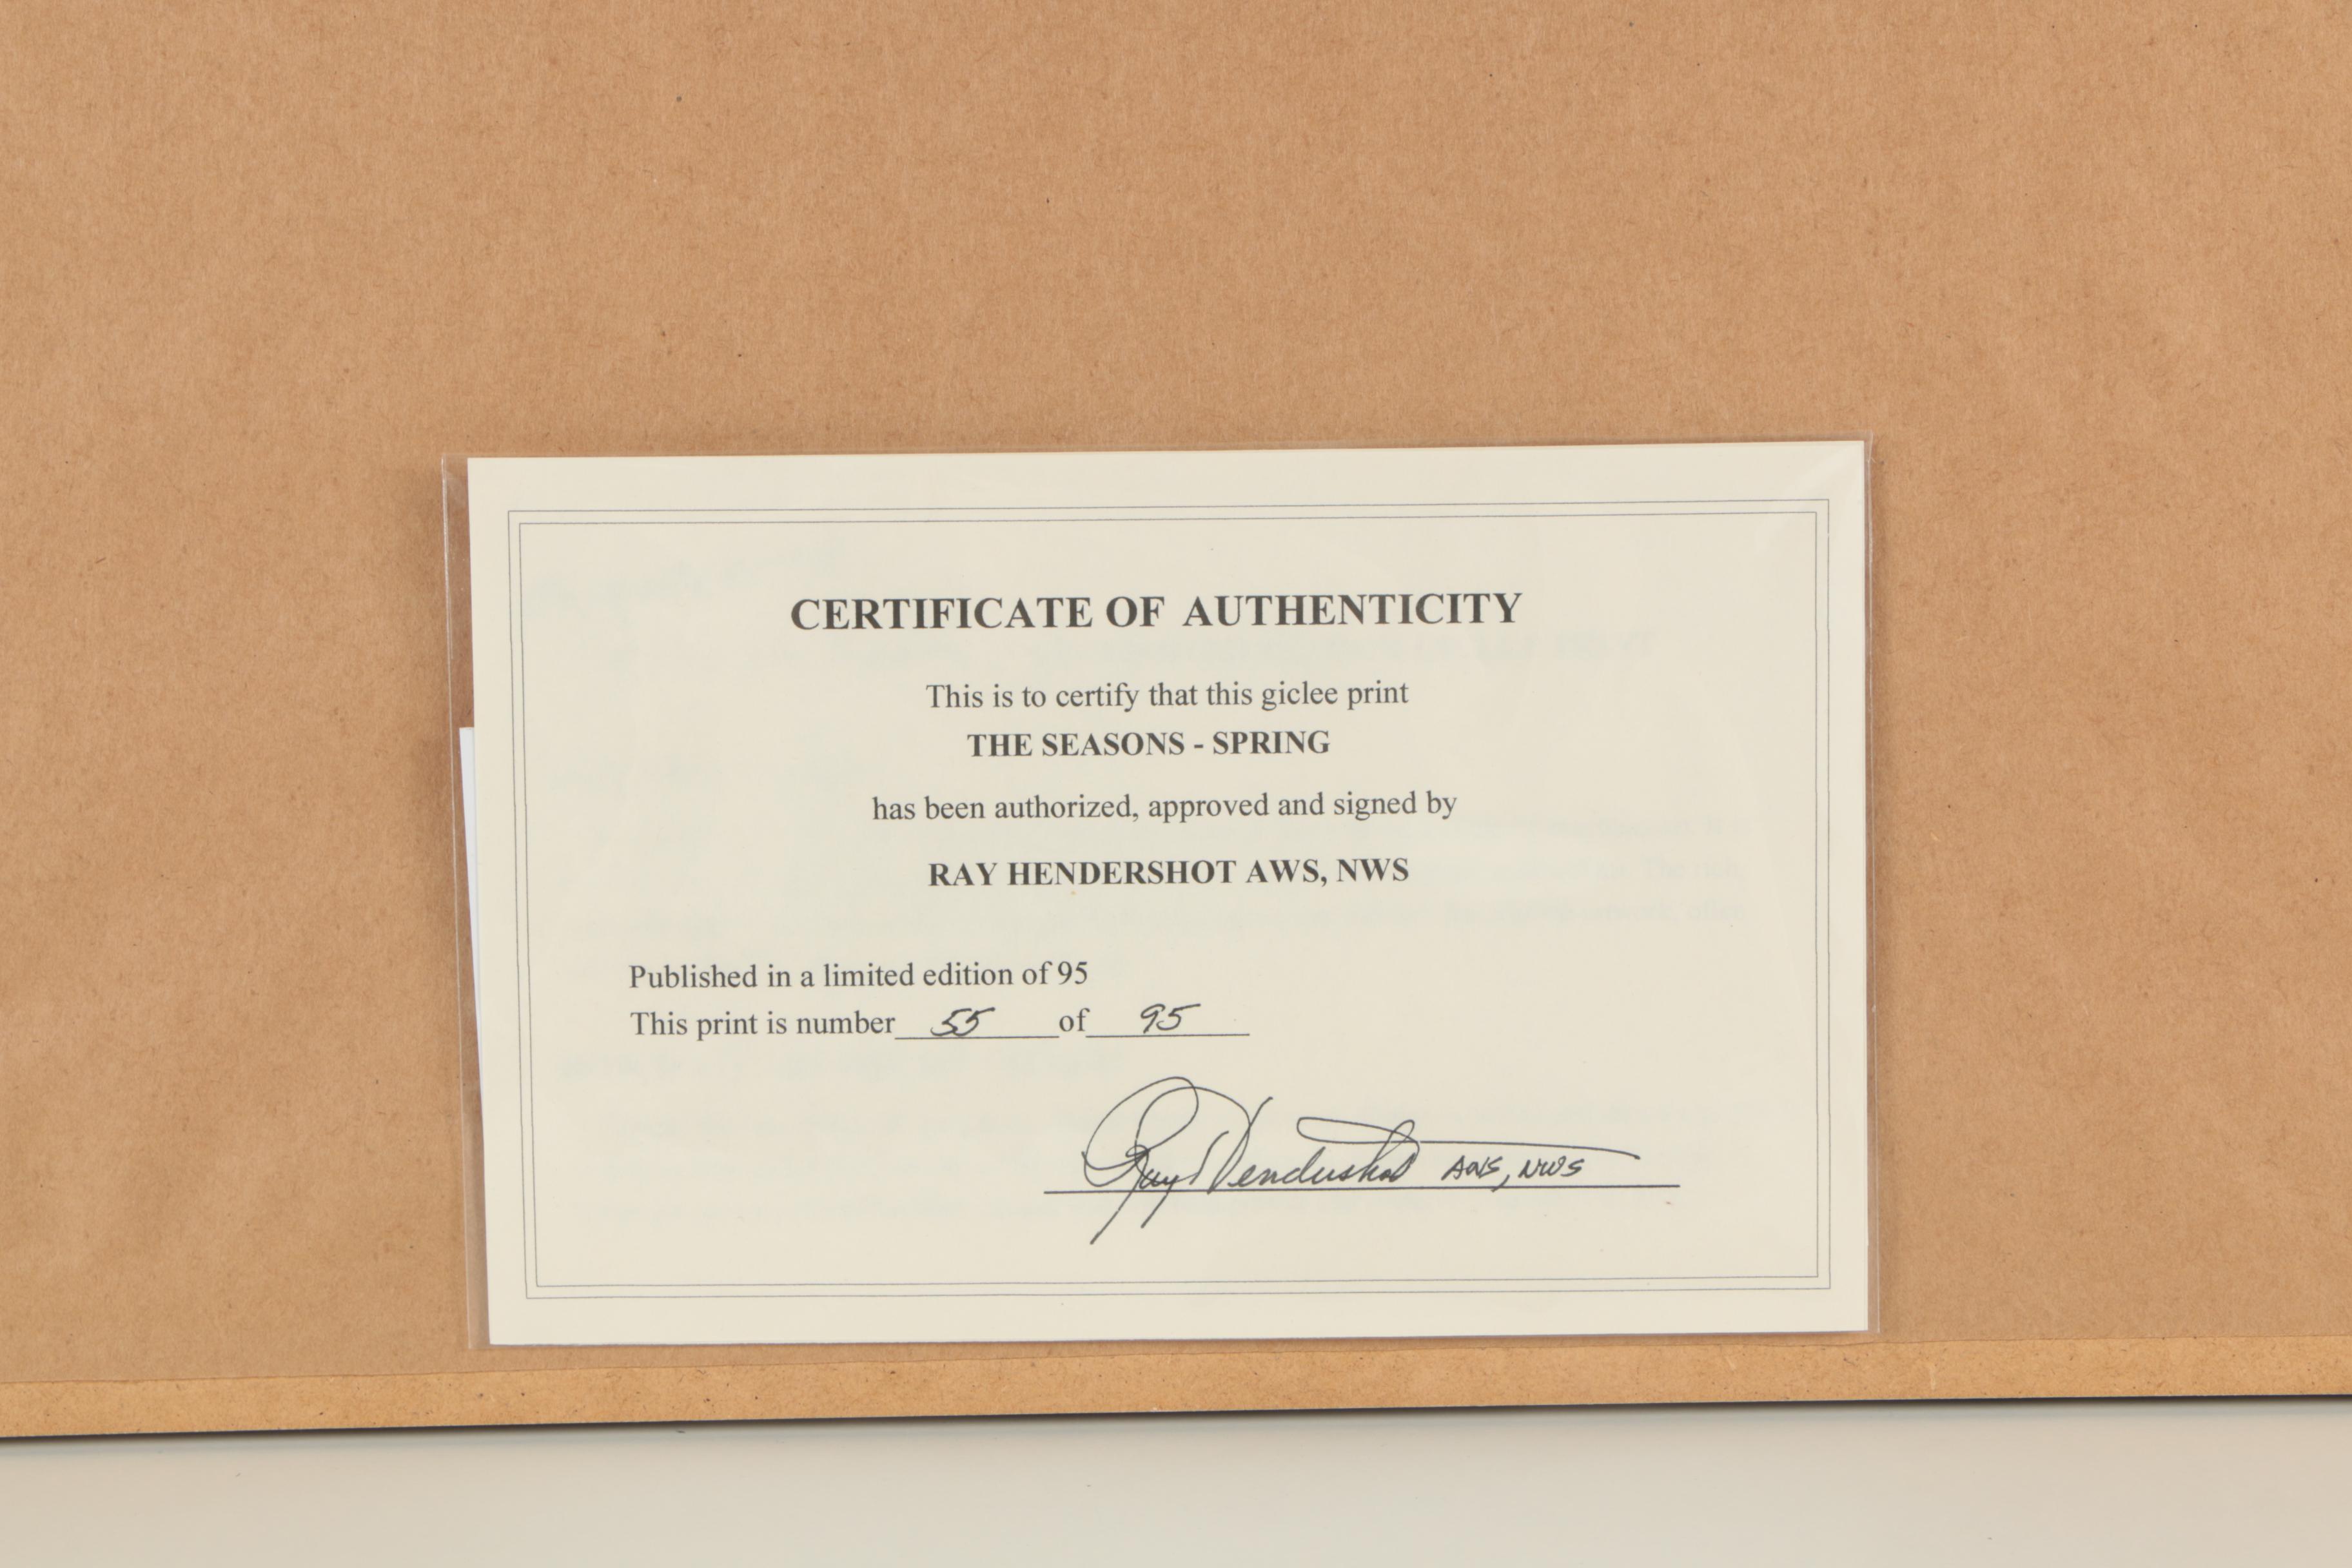 CERTIFICATE OF AUTHENTICITY
This is to certify that this giclee print
THE SEASONS - SPRING
has been authorized, approved and signed by
RAY HENDERSHOT AWS, NWS
Published in a limited edition of 95
This print is number 55 of 95
Ray Hendershot AWS, NWS